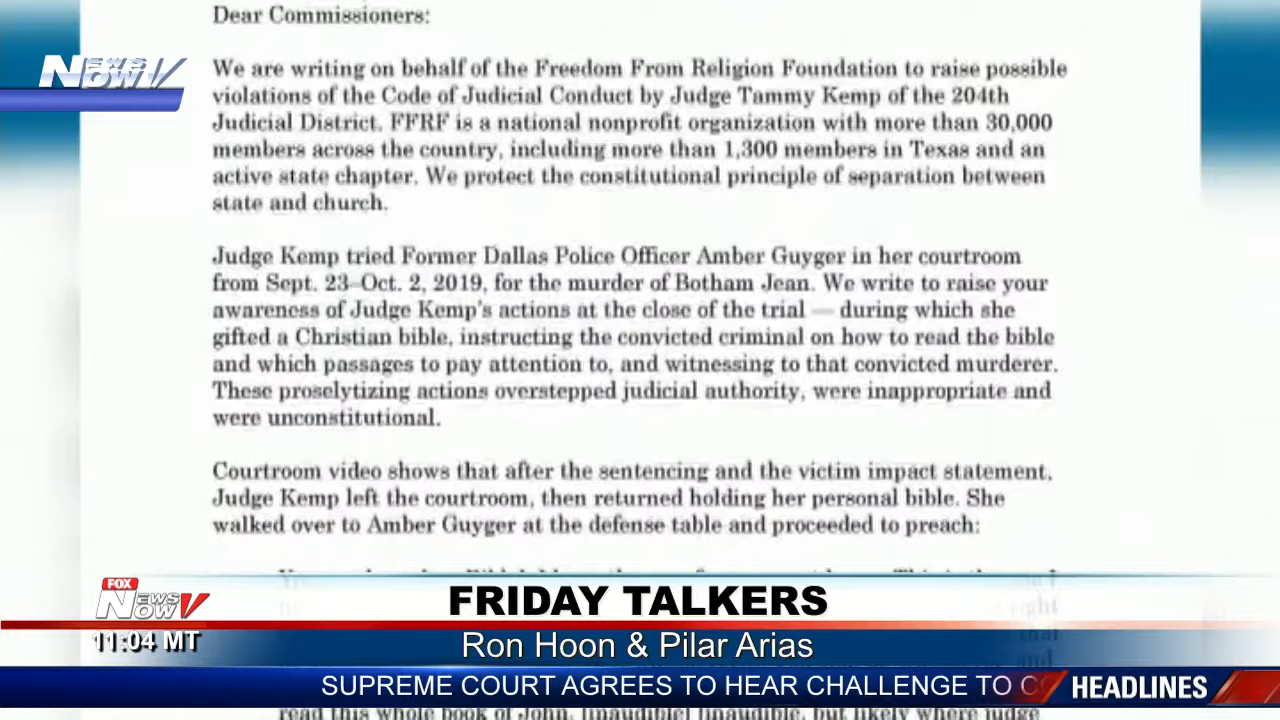 Dear Commissioners:
NEWS
NOW
We are writing on behalf of the Freedom From Religion Foundation to raise possible
violations of the Code of Judicial Conduct by Judge Tammy Kemp of the 204th
Judicial District. FFRF is a national nonprofit organization with more than 30,000
members across the country, including more than 1,300 members in Texas and an
active state chapter. We protect the constitutional principle of separation between
state and church.
Judge Kemp tried Former Dallas Police Officer Amber Guyger in her courtroom
from Sept. 23–Oct. 2, 2019, for the murder of Botham Jean. We write to raise your
awareness of Judge Kemp's actions at the close of the trial — during which she
gifted a Christian bible, instructing the convicted criminal on how to read the bible
and which passages to pay attention to, and witnessing to that convicted murderer.
These proselytizing actions overstepped judicial authority, were inappropriate and
were unconstitutional.
Courtroom video shows that after the sentencing and the victim impact statement,
Judge Kemp left the courtroom, then returned holding her personal bible. She
walked over to Amber Guyger at the defense table and proceeded to preach:
FOX
NEWS
NOW
FRIDAY TALKERS
11:04 MT
Ron Hoon & Pilar Arias
SUPREME COURT AGREES TO HEAR CHALLENGE TO
HEADLINES
read this whole book of John. [inaudible] [inaudible, but likely where judge